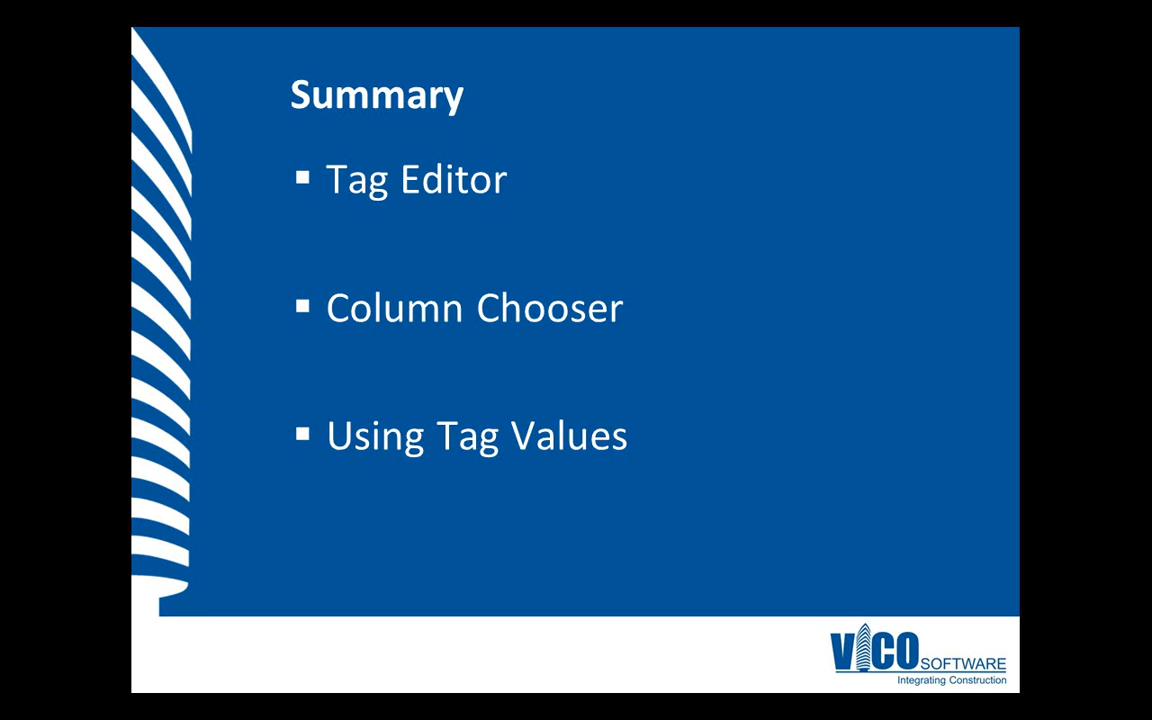 Summary
Tag Editor
Column Chooser
Using Tag Values
VICO SOFTWARE
Integrating Construction